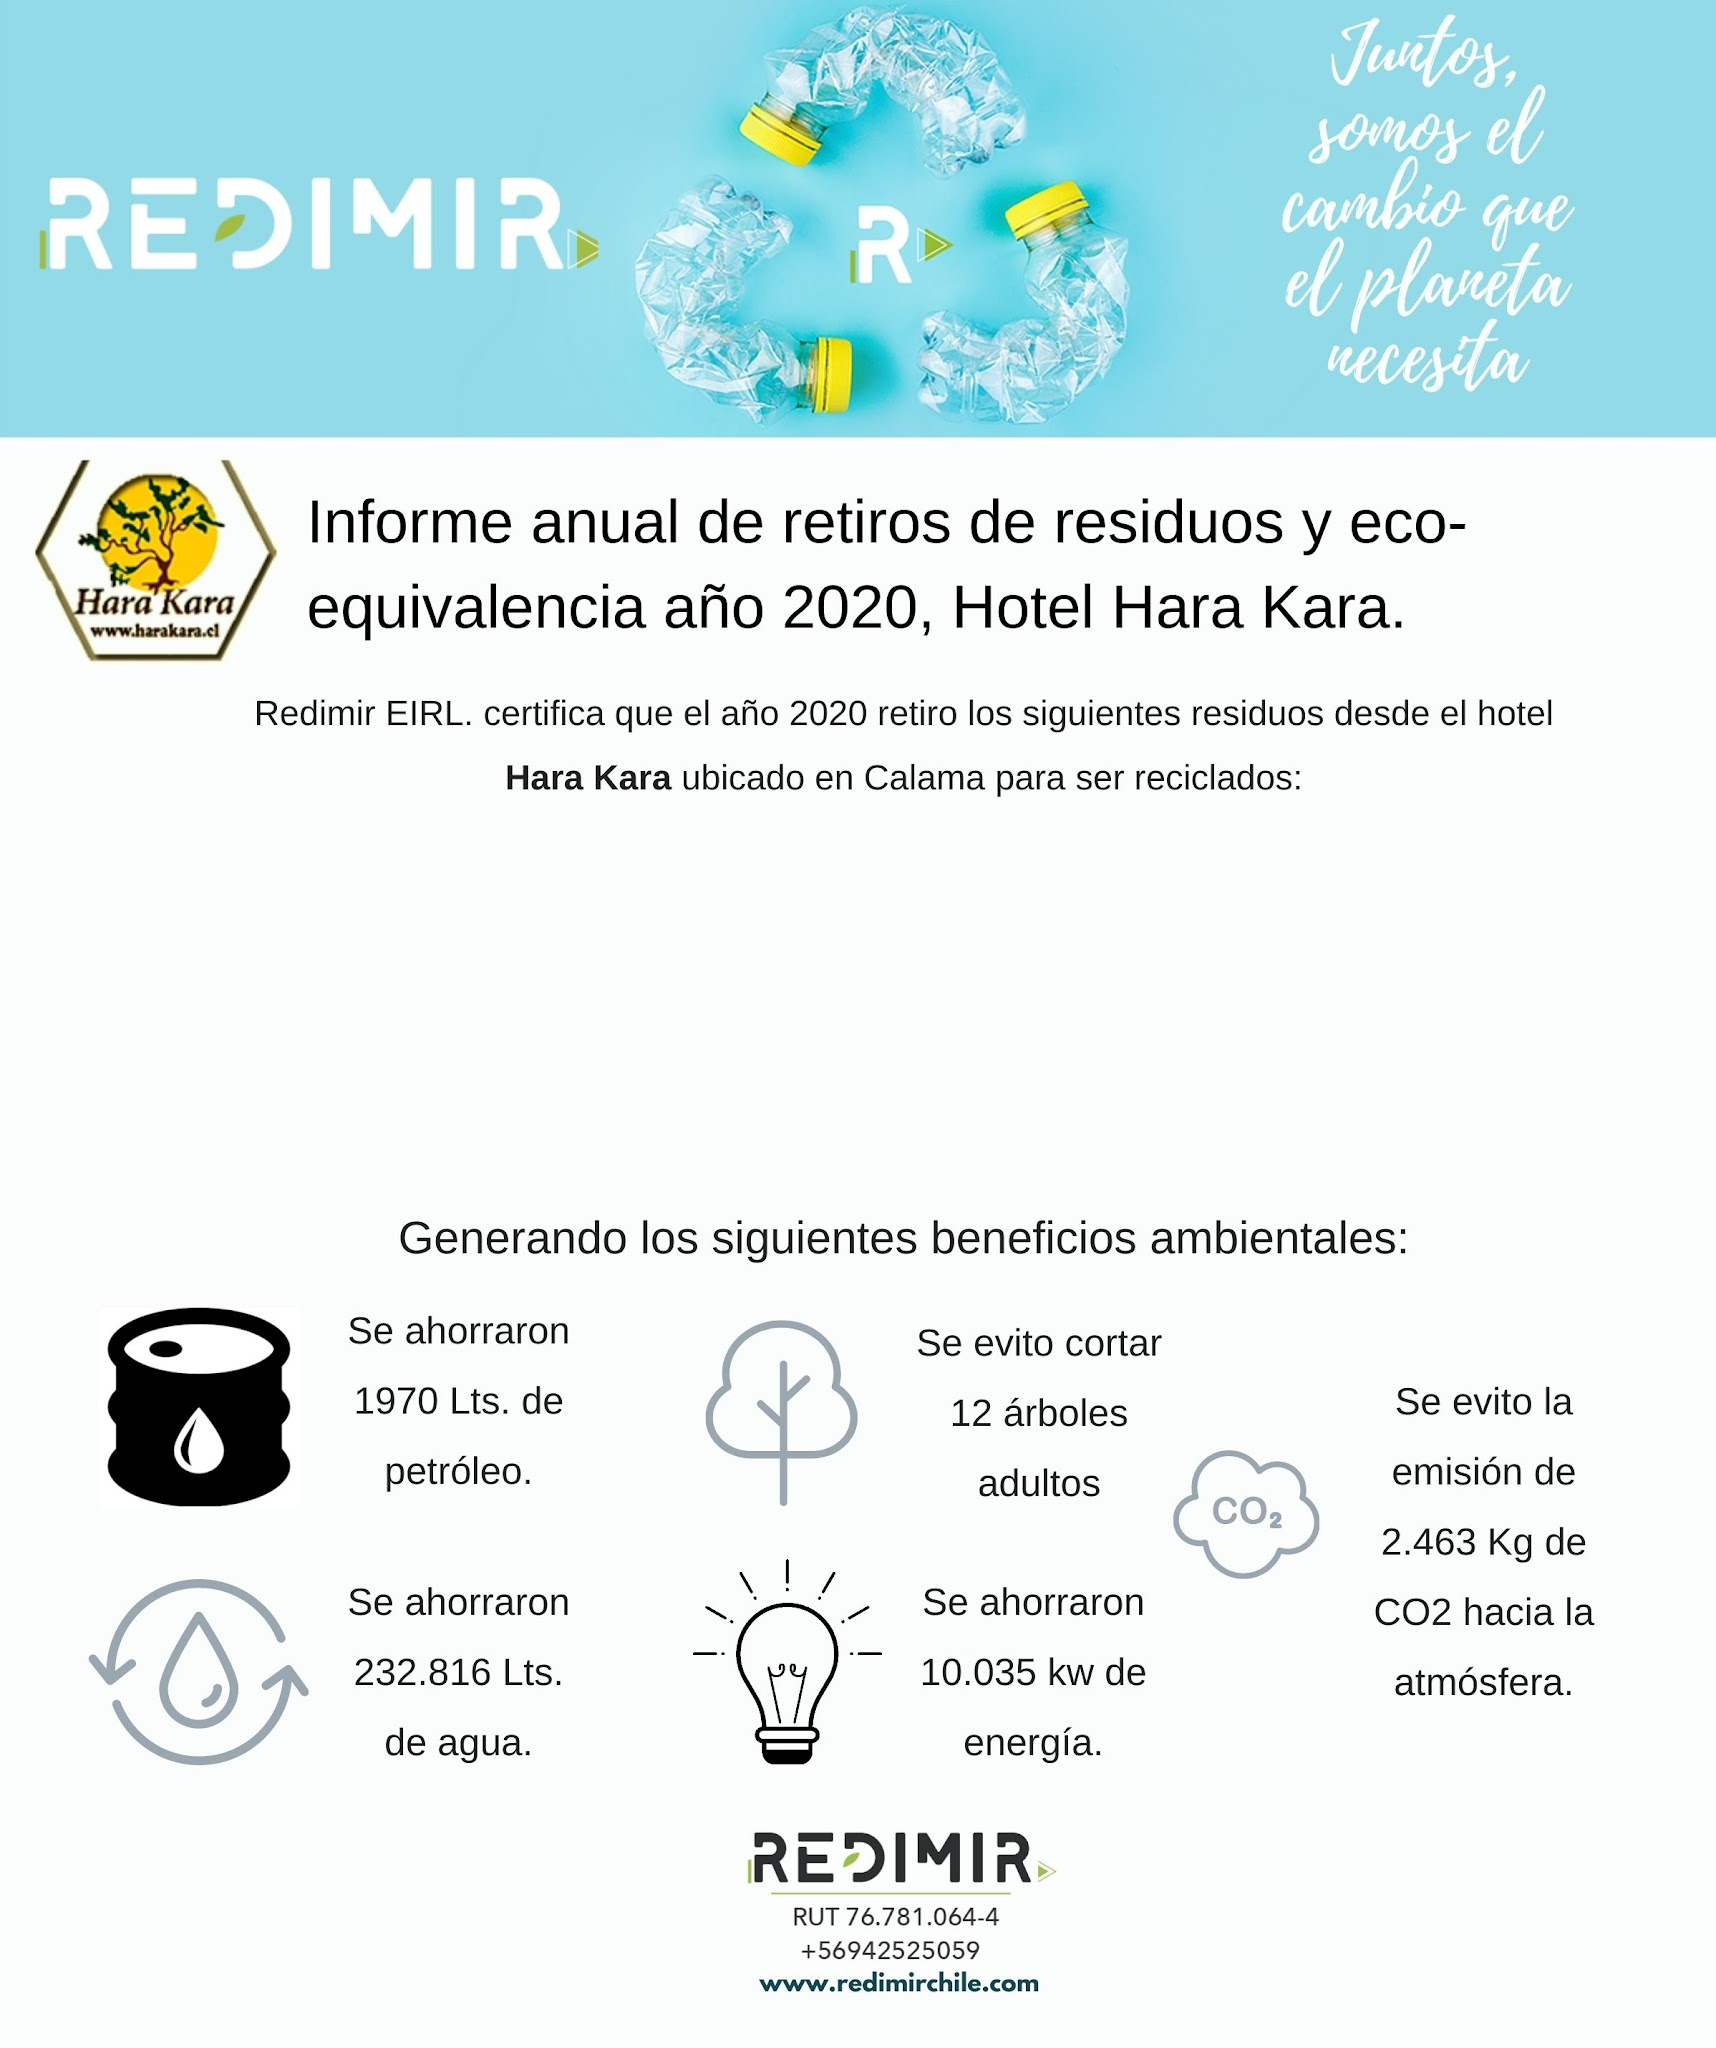 REDIMIR
R
Juntos,
somos el
cambio que
el planeta
necesita
Hara Kara
www.harakara.cl
Informe anual de retiros de residuos y eco-
equivalencia año 2020, Hotel Hara Kara.
Redimir EIRL. certifica que el año 2020 retiro los siguientes residuos desde el hotel
Hara Kara ubicado en Calama para ser reciclados:
Generando los siguientes beneficios ambientales:
Se ahorraron
1970 Lts. de
petróleo.
Se evito cortar
12 árboles
adultos
CO₂
Se evito la
emisión de
2.463 Kg de
CO2 hacia la
atmósfera.
Se ahorraron
232.816 Lts.
de agua.
Se ahorraron
10.035 kw de
energía.
REDIMIR
RUT 76.781.064-4
+56942525059
www.redimirchile.com